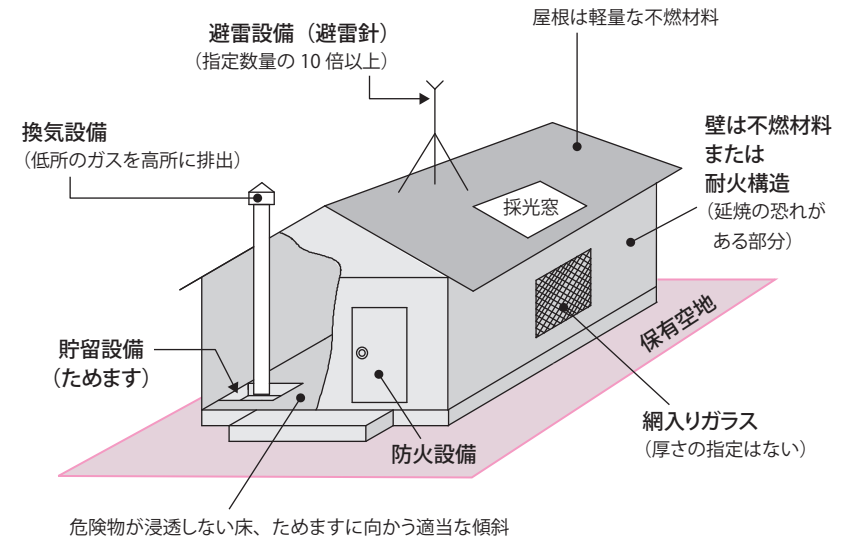 屋根は軽量な不燃材料
避雷設備（避雷針）
（指定数量の 10 倍以上）
換気設備
（低所のガスを高所に排出）
壁は不燃材料
または
耐火構造
（延焼の恐れが
ある部分）
採光窓
保有空地
貯留設備
（ためます）
網入りガラス
（厚さの指定はない）
防火設備
危険物が浸透しない床、ためますに向かう適当な傾斜